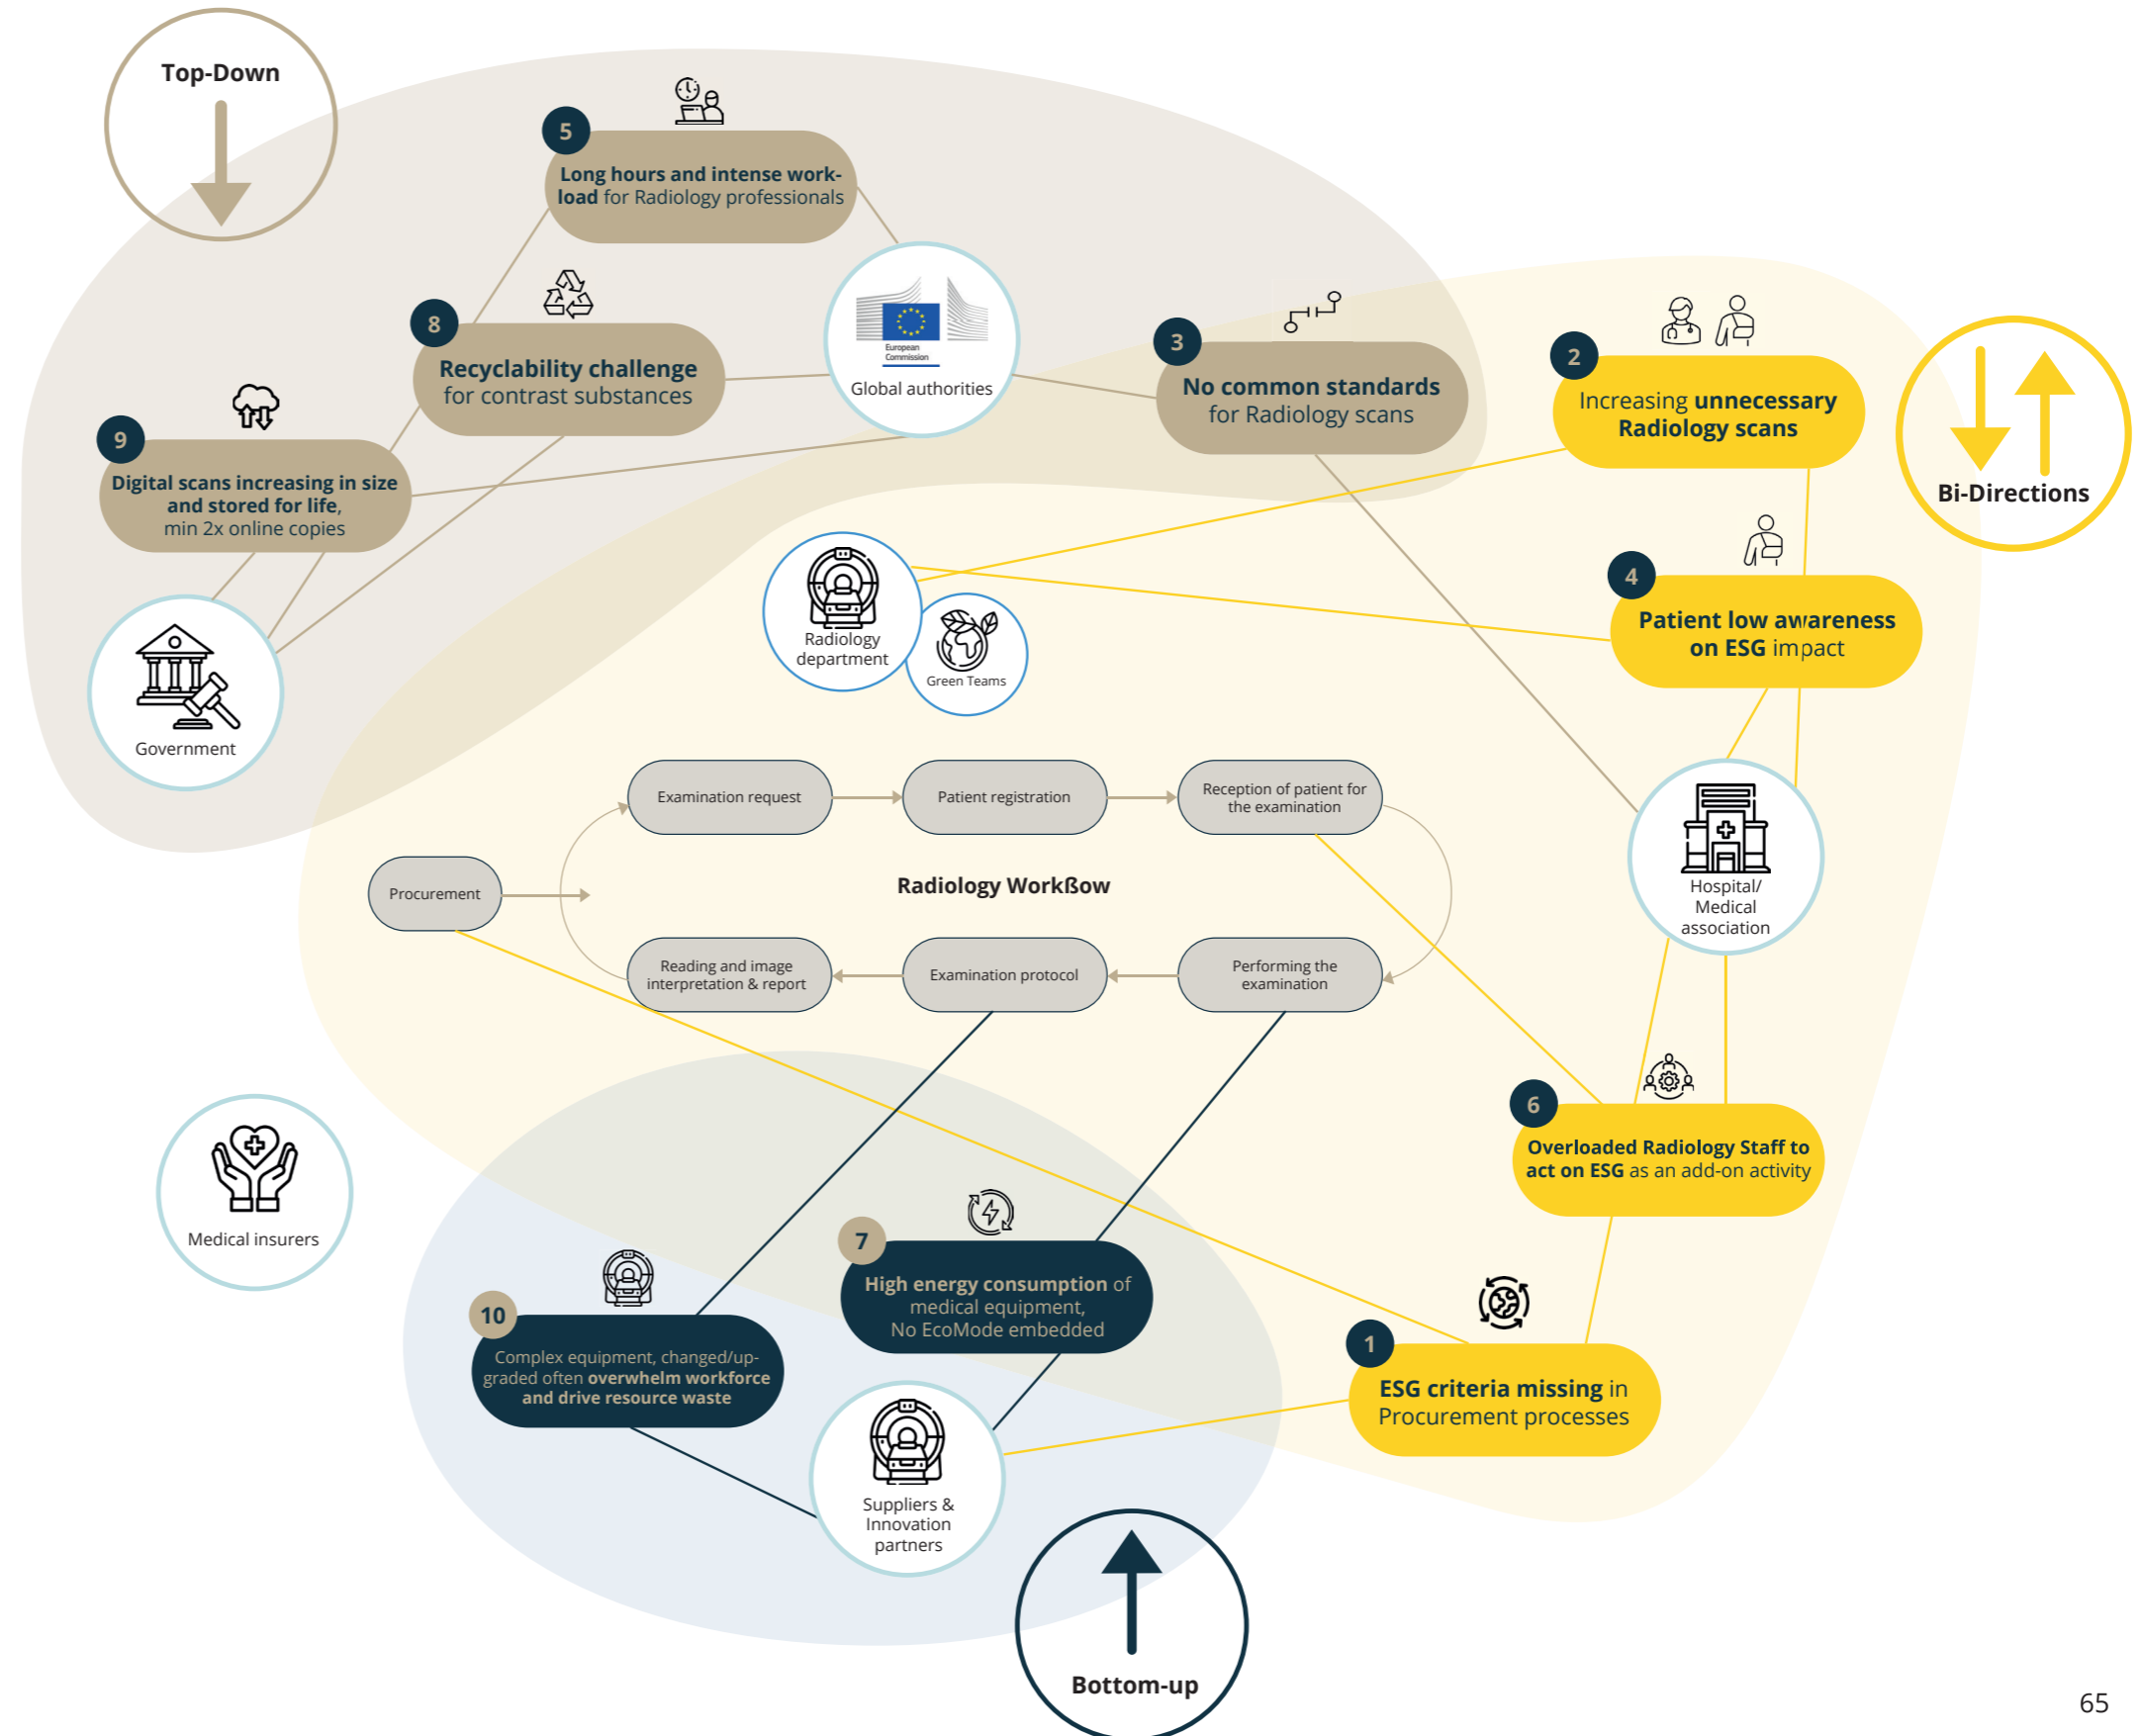 Top-Down
5
Long hours and intense work-
load for Radiology professionals
8
Recyclability challenge
for contrast substances
European
Commission
Global authorities
3
No common standards
for Radiology scans
2
Increasing unnecessary
Radiology scans
Bi-Directions
9
Digital scans increasing in size
and stored for life,
min 2x online copies
4
Patient low awareness
on ESG impact
Radiology
department
Green Teams
Government
Examination request
Patient registration
Reception of patient for
the examination
Procurement
Radiology Workßow
Hospital/
Medical
association
Reading and image
interpretation & report
Examination protocol
Performing the
examination
6
Overloaded Radiology Staff to
act on ESG as an add-on activity
Medical insurers
7
High energy consumption of
medical equipment,
No EcoMode embedded
10
Complex equipment, changed/up-
graded often overwhelm workforce
and drive resource waste
1
ESG criteria missing in
Procurement processes
Suppliers &
Innovation
partners
Bottom-up
65